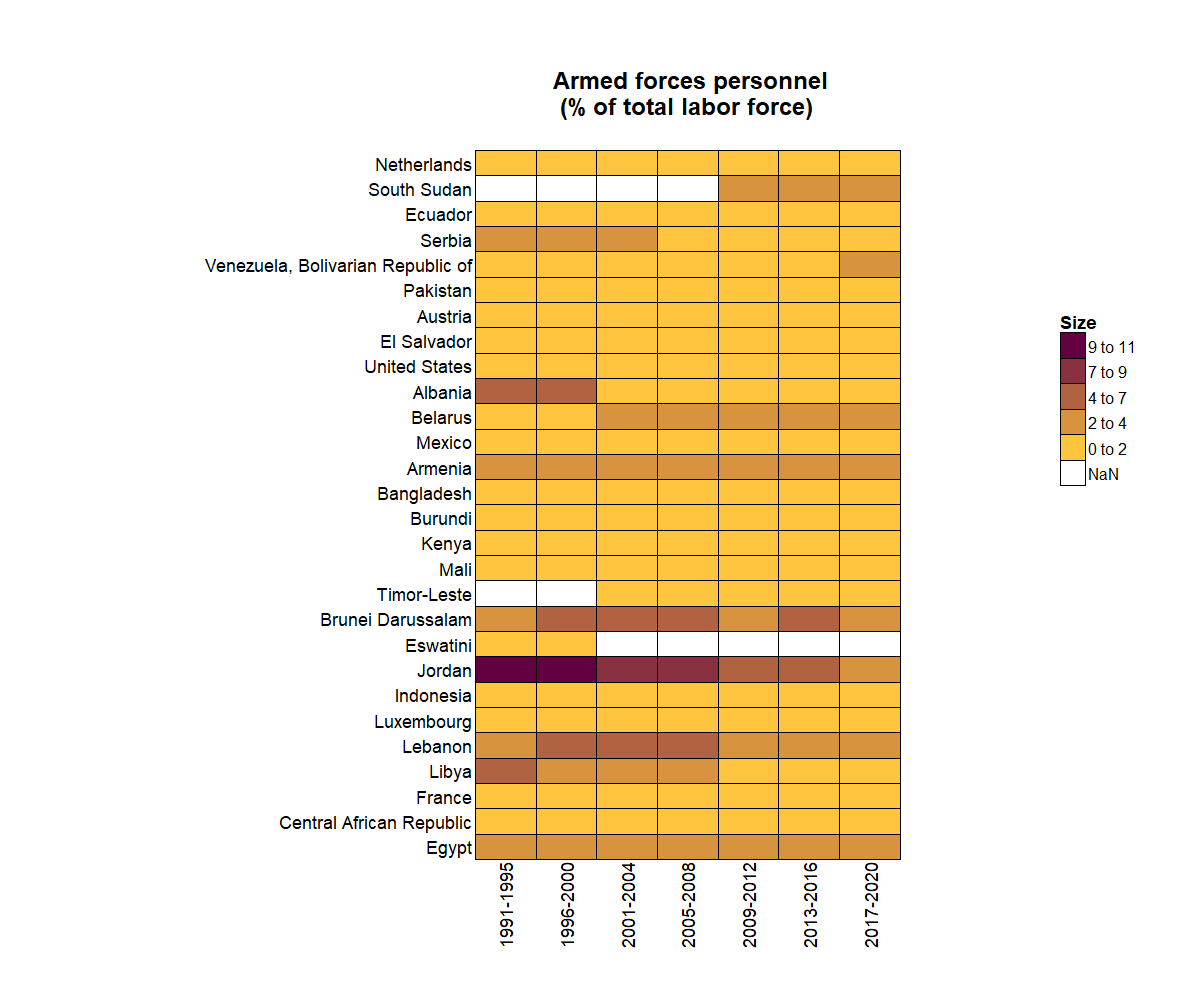 Armed forces personnel
(% of total labor force)
Netherlands
South Sudan
Ecuador
Serbia
Venezuela, Bolivarian Republic of
Pakistan
Austria
El Salvador
United States
Albania
Belarus
Mexico
Armenia
Bangladesh
Burundi
Kenya
Mali
Timor-Leste
Brunei Darussalam
Eswatini
Jordan
Indonesia
Luxembourg
Lebanon
Libya
France
Central African Republic
Egypt
1991-1995
1996-2000
2001-2004
2005-2008
2009-2012
2013-2016
2017-2020
Size
9 to 11
7 to 9
4 to 7
2 to 4
0 to 2
NaN